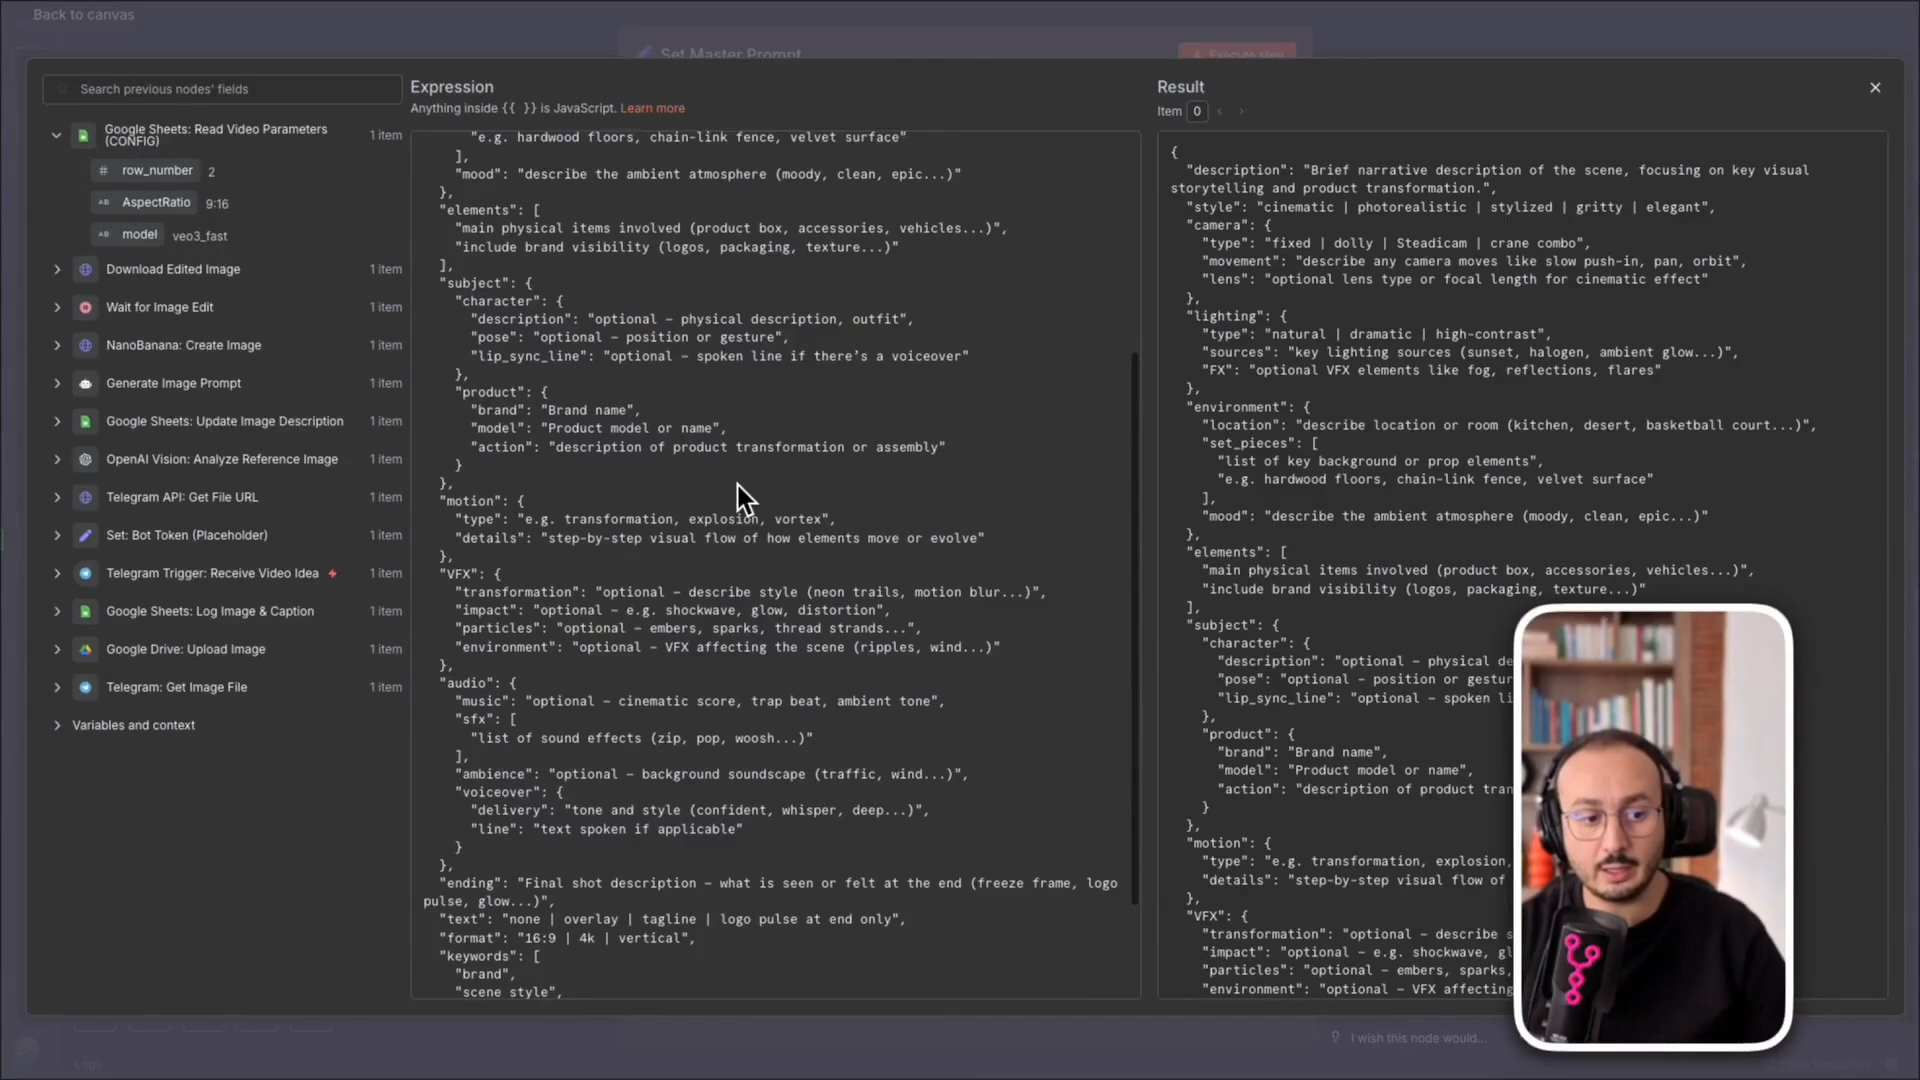 Back to canvas
Set Master Prompt
Execute step
Search previous nodes' fields
Google Sheets: Read Video Parameters
(CONFIG)
1 item
# row_number 2
AB AspectRatio 9:16
AB model veo3_fast
Download Edited Image 1 item
Wait for Image Edit 1 item
NanoBanana: Create Image 1 item
Generate Image Prompt 1 item
Google Sheets: Update Image Description 1 item
OpenAI Vision: Analyze Reference Image 1 item
Telegram API: Get File URL 1 item
Set: Bot Token (Placeholder) 1 item
Telegram Trigger: Receive Video Idea 1 item
Google Sheets: Log Image & Caption 1 item
Google Drive: Upload Image 1 item
Telegram: Get Image File 1 item
Variables and context
Expression
Anything inside {{ }} is JavaScript. Learn more
"e.g. hardwood floors, chain-link fence, velvet surface"
],
"mood": "describe the ambient atmosphere (moody, clean, epic...)"
},
"elements": [
"main physical items involved (product box, accessories, vehicles...)",
"include brand visibility (logos, packaging, texture...)"
],
"subject": {
"character": {
"description": "optional – physical description, outfit",
"pose": "optional – position or gesture",
"lip_sync_line": "optional – spoken line if there's a voiceover"
},
"product": {
"brand": "Brand name",
"model": "Product model or name",
"action": "description of product transformation or assembly"
}
},
"motion": {
"type": "e.g. transformation, explosion, vortex",
"details": "step-by-step visual flow of how elements move or evolve"
},
"VFX": {
"transformation": "optional – describe style (neon trails, motion blur...)",
"impact": "optional – e.g. shockwave, glow, distortion",
"particles": "optional – embers, sparks, thread strands...",
"environment": "optional – VFX affecting the scene (ripples, wind...)"
},
"audio": {
"music": "optional – cinematic score, trap beat, ambient tone",
"sfx": [
"list of sound effects (zip, pop, woosh...)"
],
"ambience": "optional – background soundscape (traffic, wind...)",
"voiceover": {
"delivery": "tone and style (confident, whisper, deep...)",
"line": "text spoken if applicable"
}
},
"ending": "Final shot description – what is seen or felt at the end (freeze frame, logo
pulse, glow...)",
"text": "none | overlay | tagline | logo pulse at end only",
"format": "16:9 | 4k | vertical",
"keywords": [
"brand",
"scene style",
Result
Item 0
{
"description": "Brief narrative description of the scene, focusing on key visual
storytelling and product transformation.",
"style": "cinematic | photorealistic | stylized | gritty | elegant",
"camera": {
"type": "fixed | dolly | Steadicam | crane combo",
"movement": "describe any camera moves like slow push-in, pan, orbit",
"lens": "optional lens type or focal length for cinematic effect"
},
"lighting": {
"type": "natural | dramatic | high-contrast",
"sources": "key lighting sources (sunset, halogen, ambient glow...)",
"FX": "optional VFX elements like fog, reflections, flares"
},
"environment": {
"location": "describe location or room (kitchen, desert, basketball court...)",
"set_pieces": [
"list of key background or prop elements",
"e.g. hardwood floors, chain-link fence, velvet surface"
],
"mood": "describe the ambient atmosphere (moody, clean, epic...)"
},
"elements": [
"main physical items involved (product box, accessories, vehicles...)",
"include brand visibility (logos, packaging, texture...)"
],
"subject": {
"character": {
"description": "optional – physical de
"pose": "optional – position or gestur
"lip_sync_line": "optional – spoken li
},
"product": {
"brand": "Brand name",
"model": "Product model or name",
"action": "description of product tran
}
},
"motion": {
"type": "e.g. transformation, explosion,
"details": "step-by-step visual flow of
},
"VFX": {
"transformation": "optional – describe s
"impact": "optional – e.g. shockwave, gl
"particles": "optional – embers, sparks,
"environment": "optional – VFX affecting
I wish this node would...
Logs